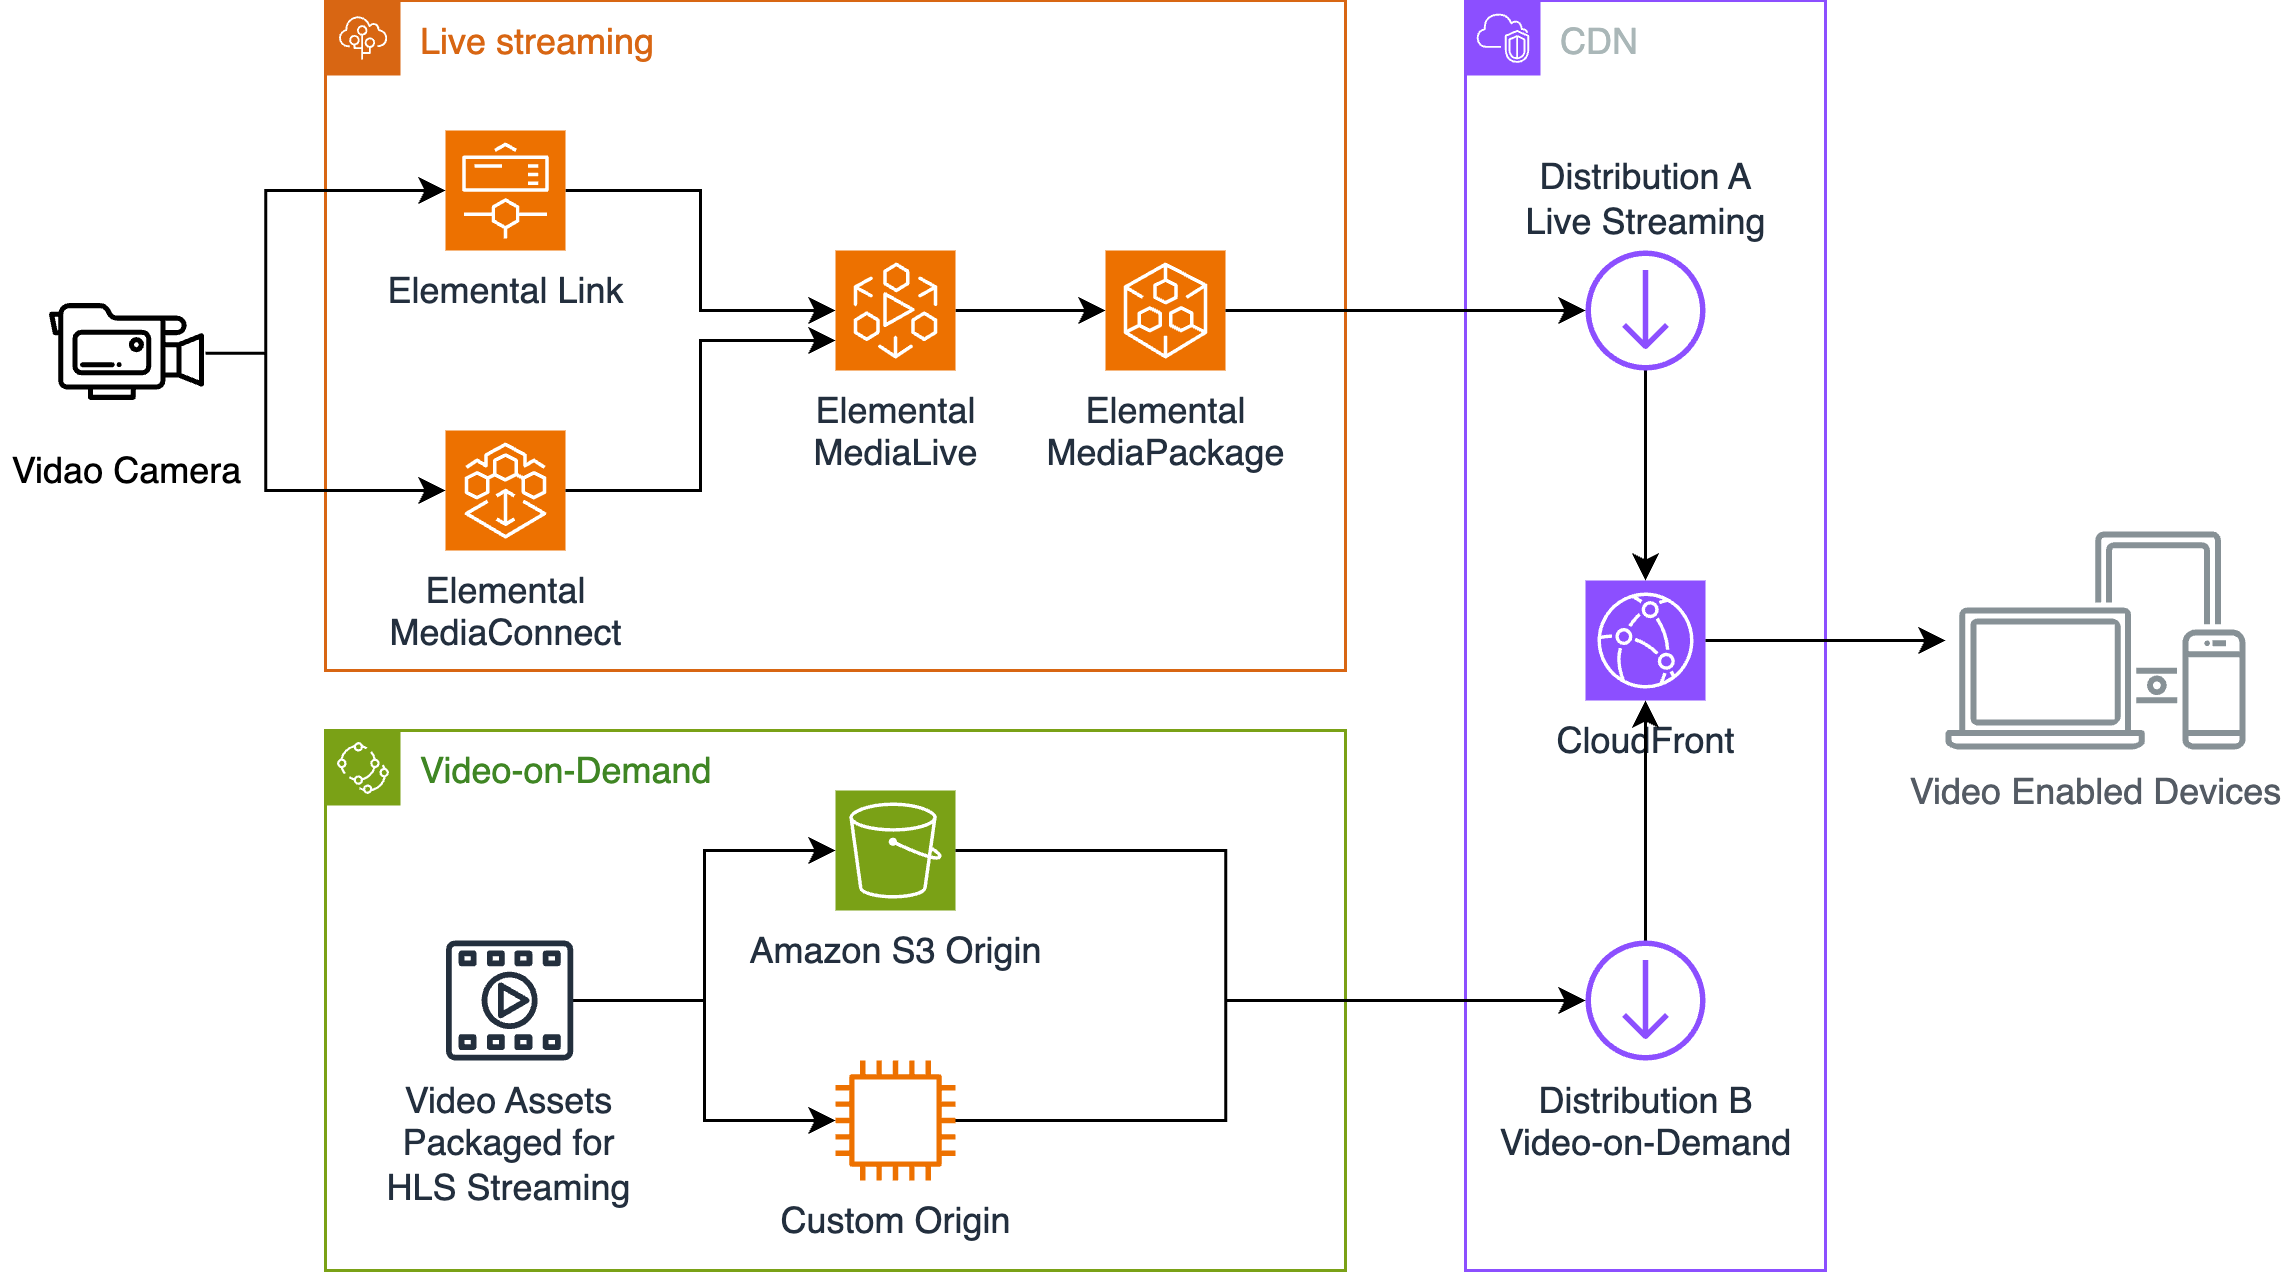 Live streaming
CDN
Distribution A
Live Streaming
Elemental Link
Elemental
MediaLive
Elemental
MediaPackage
Vidao Camera
Elemental
MediaConnect
CloudFront
Video Enabled Devices
Video-on-Demand
Amazon S3 Origin
Video Assets
Packaged for
HLS Streaming
Custom Origin
Distribution B
Video-on-Demand